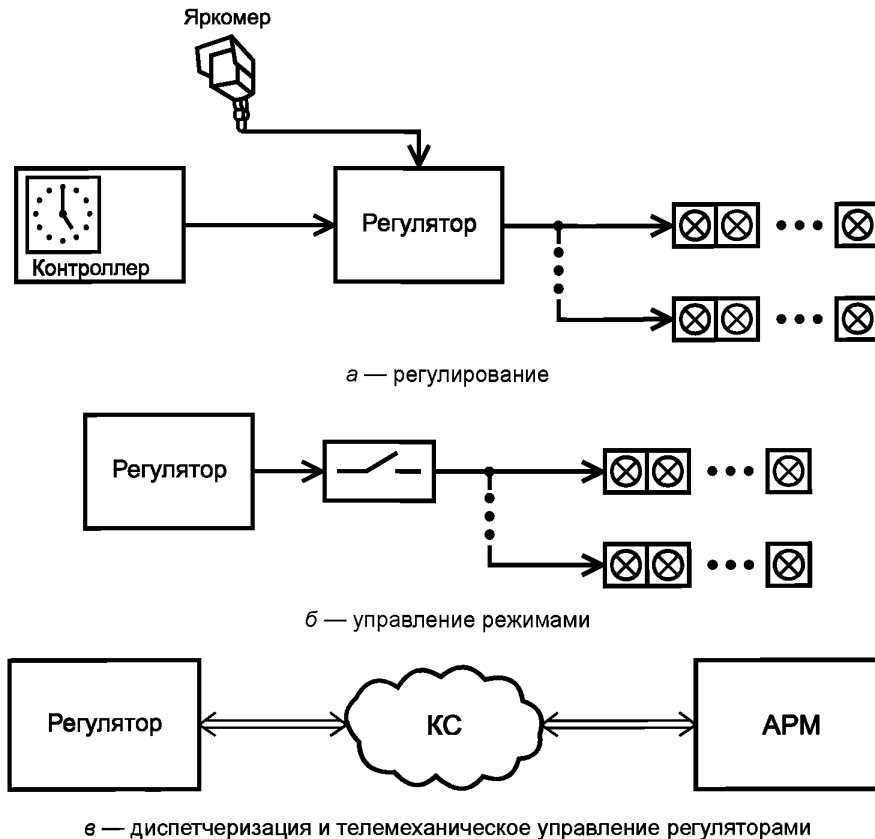 Яркомер
Регулятор
Контроллер
а — регулирование
Регулятор
б — управление режимами
Регулятор
КС
АРМ
в — диспетчеризация и телемеханическое управление регуляторами